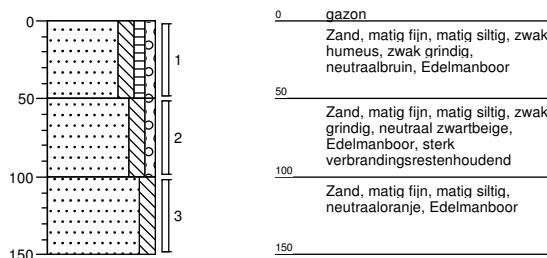 0
50
100
150
1
2
3
0 gazon
Zand, matig fijn, matig siltig, zwak
humeus, zwak grindig,
neutraalbruin, Edelmanboor
50
Zand, matig fijn, matig siltig, zwak
grindig, neutraal zwartbeige,
Edelmanboor, sterk
verbrandingsrestenhoudend
100
Zand, matig fijn, matig siltig,
neutraaloranje, Edelmanboor
150